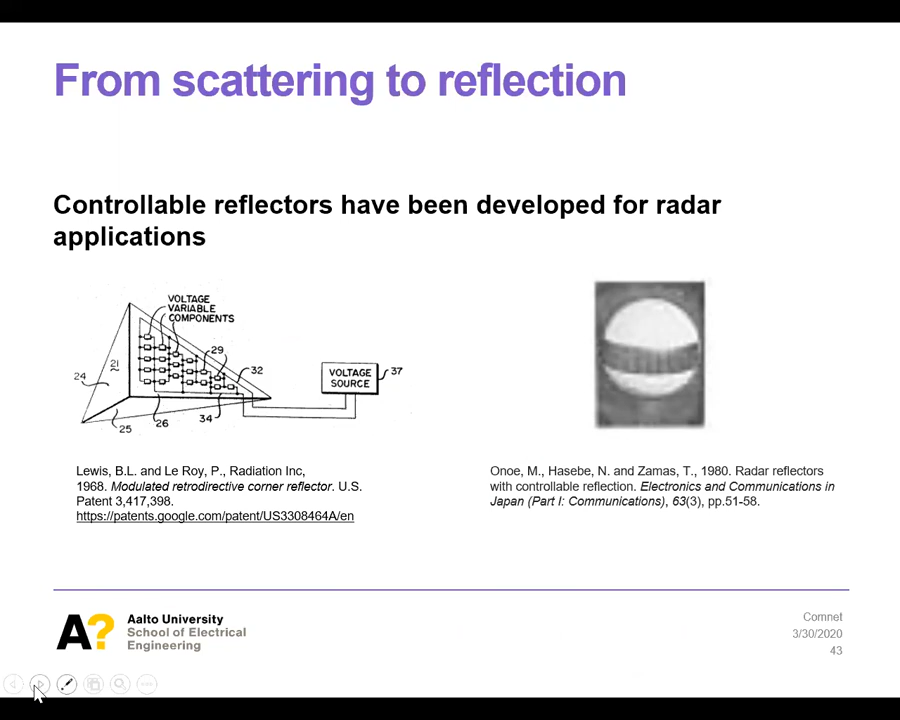 From scattering to reflection
Controllable reflectors have been developed for radar
applications
VOLTAGE
VARIABLE
COMPONENTS
29
32
21
24
25
26
34
VOLTAGE
SOURCE
37
Lewis, B.L. and Le Roy, P., Radiation Inc,
1968. Modulated retrodirective corner reflector. U.S.
Patent 3,417,398.
https://patents.google.com/patent/US3308464A/en
Onoe, M., Hasebe, N. and Zamas, T., 1980. Radar reflectors
with controllable reflection. Electronics and Communications in
Japan (Part I: Communications), 63(3), pp.51-58.
A?
Aalto University
School of Electrical
Engineering
Comnet
3/30/2020
43